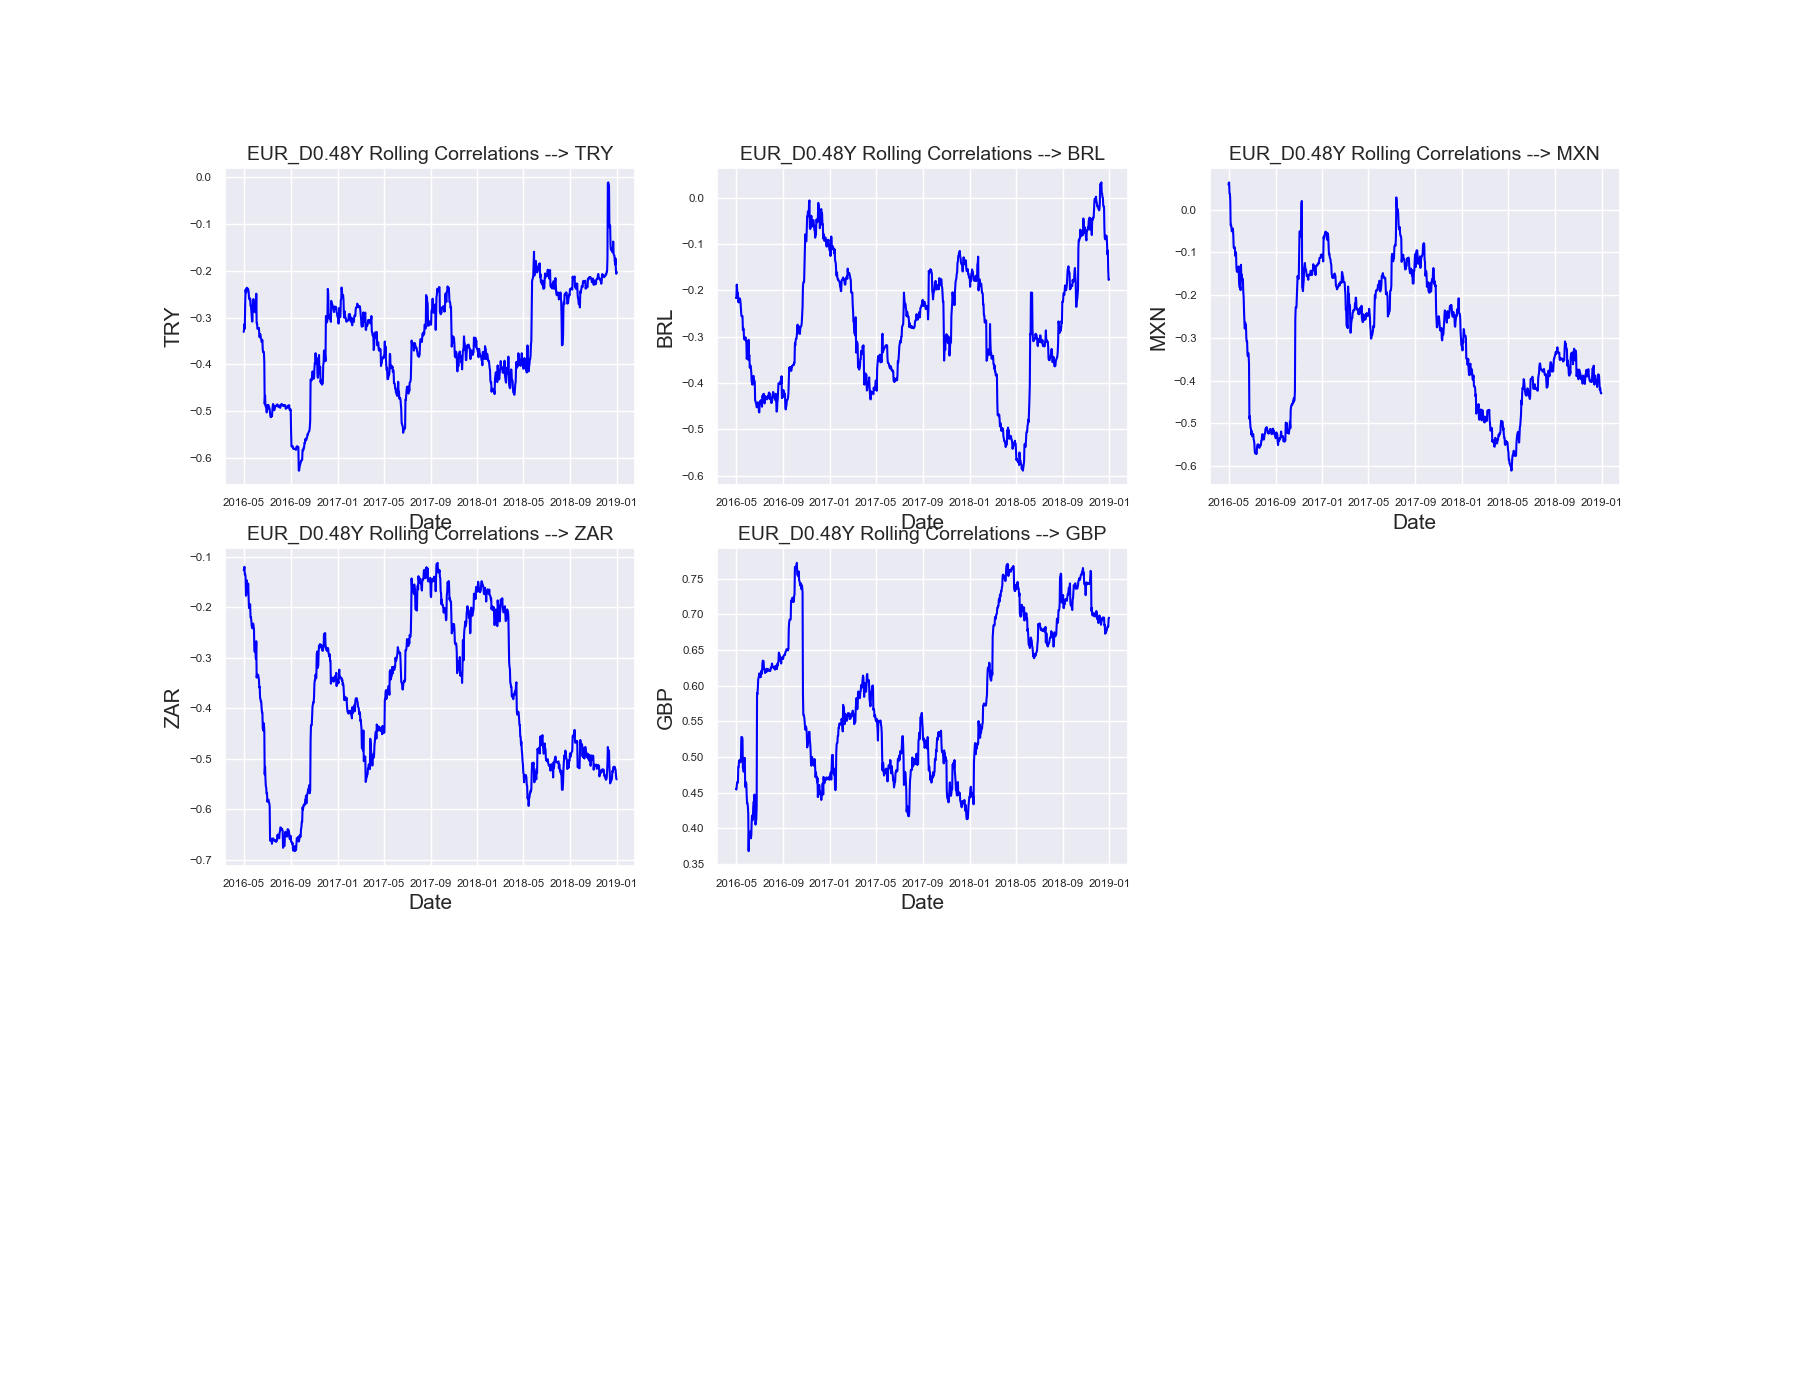 EUR_D0.48Y Rolling Correlations --> TRY
0.0
−0.1
−0.2
−0.3
−0.4
−0.5
−0.6
TRY
2016-05 2016-09 2017-01 2017-05 2017-09 2018-01 2018-05 2018-09 2019-01
Date
EUR_D0.48Y Rolling Correlations --> BRL
0.0
−0.1
−0.2
−0.3
−0.4
−0.5
−0.6
BRL
2016-05 2016-09 2017-01 2017-05 2017-09 2018-01 2018-05 2018-09 2019-01
Date
EUR_D0.48Y Rolling Correlations --> MXN
0.0
−0.1
−0.2
−0.3
−0.4
−0.5
−0.6
MXN
2016-05 2016-09 2017-01 2017-05 2017-09 2018-01 2018-05 2018-09 2019-01
Date
EUR_D0.48Y Rolling Correlations --> ZAR
−0.1
−0.2
−0.3
−0.4
−0.5
−0.6
−0.7
ZAR
2016-05 2016-09 2017-01 2017-05 2017-09 2018-01 2018-05 2018-09 2019-01
Date
EUR_D0.48Y Rolling Correlations --> GBP
0.75
0.70
0.65
0.60
0.55
0.50
0.45
0.40
0.35
GBP
2016-05 2016-09 2017-01 2017-05 2017-09 2018-01 2018-05 2018-09 2019-01
Date